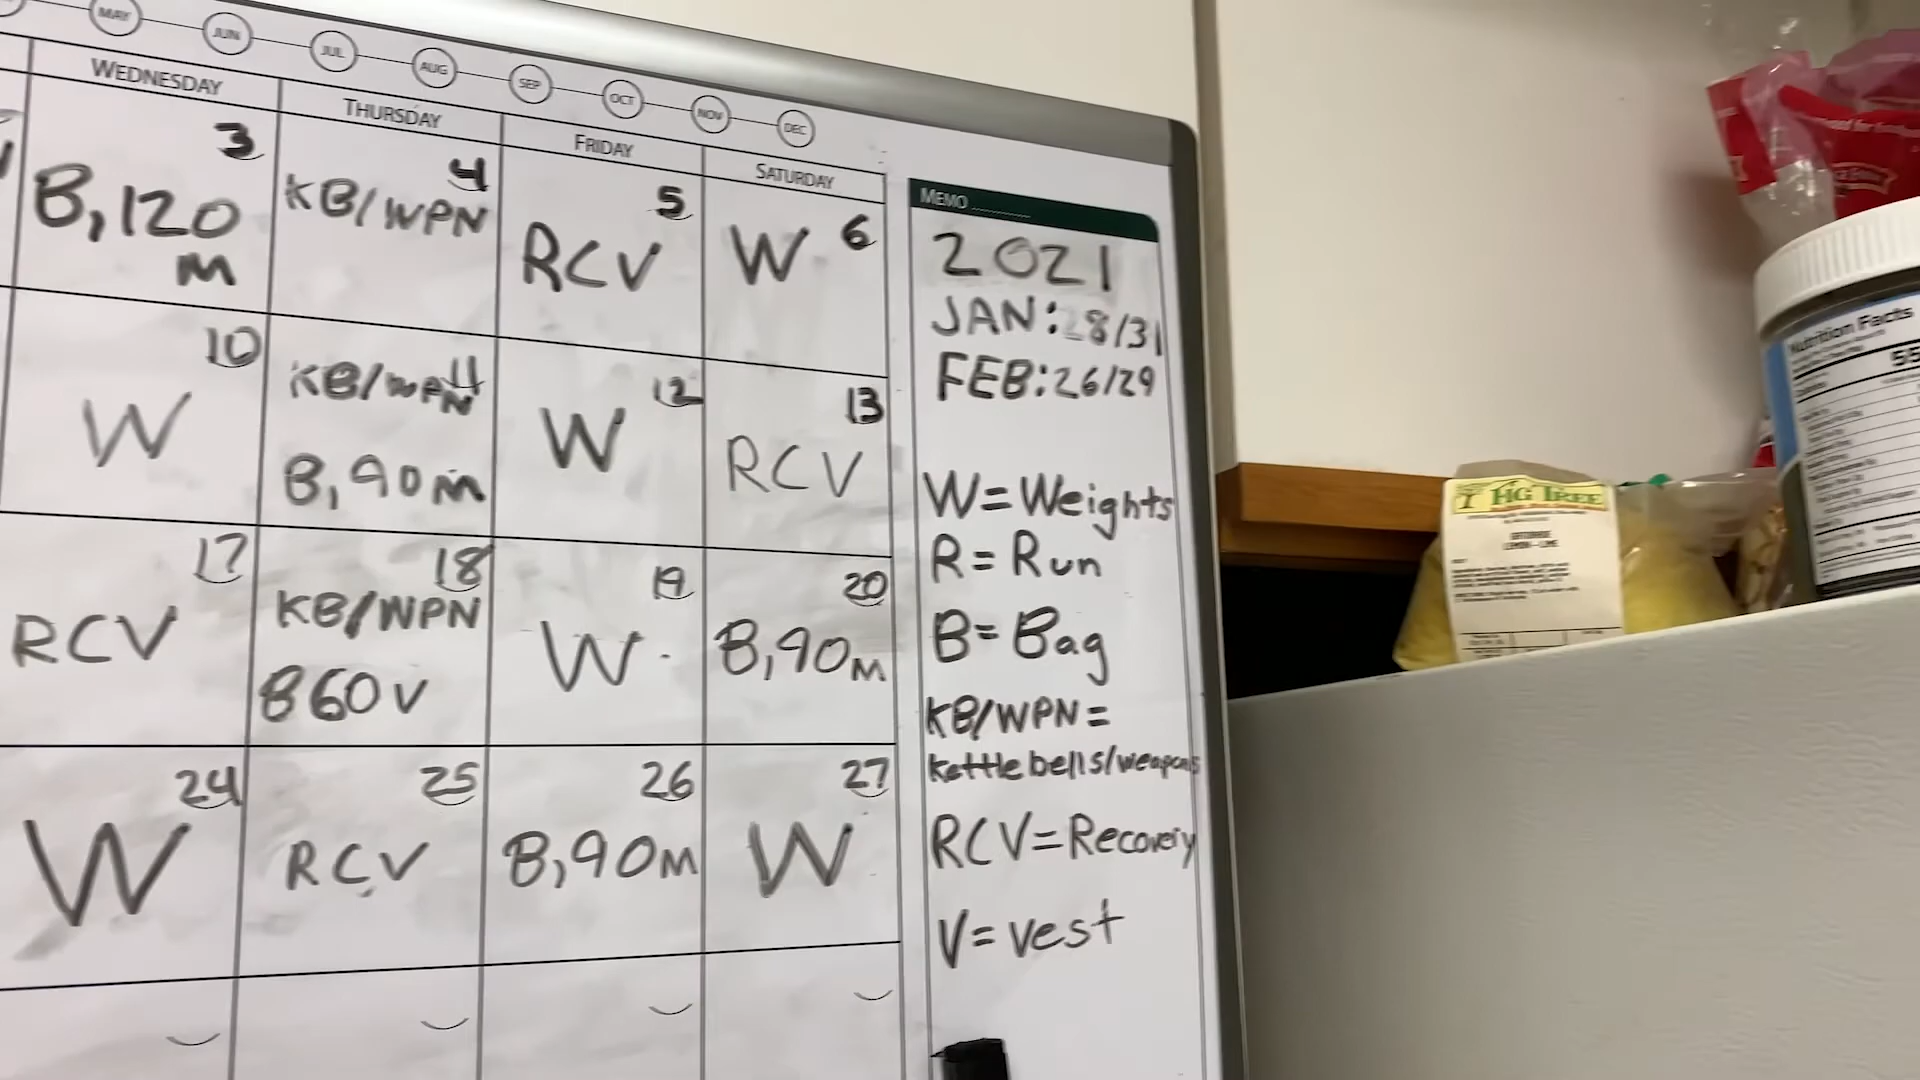 MAY JUN JUL AUG SEP OCT NOV DEC
WEDNESDAY THURSDAY FRIDAY SATURDAY
3 4 5 6
B,120 M KB/WPN RCV W
10 11 12 13
W KB/WPN W RCV
B,90m
17 18 19 20
RCV KB/WPN W B,90M
B60V
24 25 26 27
W RCV B,90M W
MEMO
2021
JAN:28/31
FEB:26/29
W=Weights
R=Run
B=Bag
KB/WPN=
kettlebells/weapons
RCV=Recovery
V=vest
FIG TREE
LEMON-LIME
Nutrition Facts
55